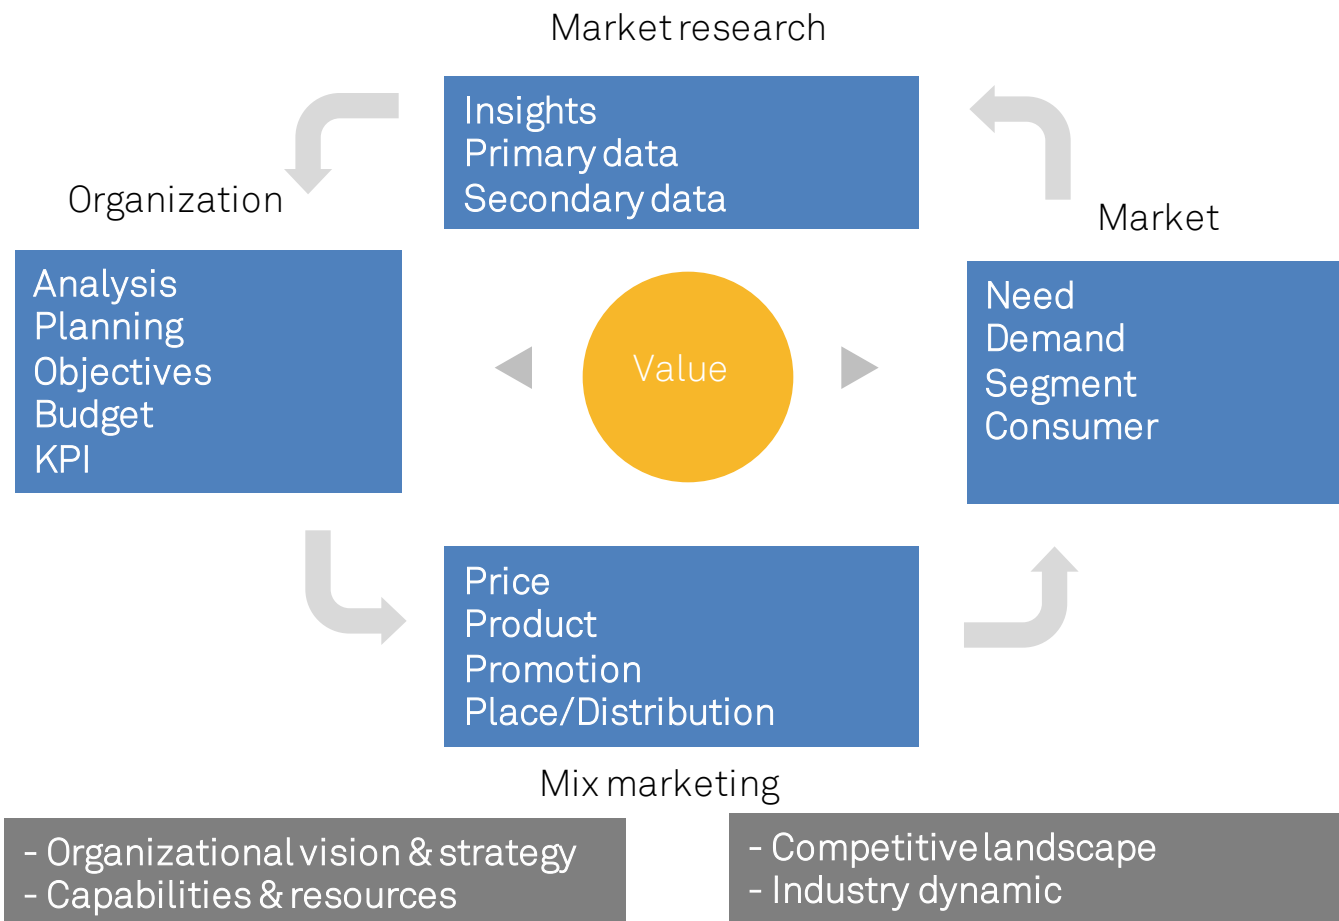 Market research
Insights
Primary data
Secondary data
Organization
Analysis
Planning
Objectives
Budget
KPI
Value
Market
Need
Demand
Segment
Consumer
Price
Product
Promotion
Place/Distribution
Mix marketing
- Organizational vision & strategy
- Capabilities & resources
- Competitive landscape
- Industry dynamic